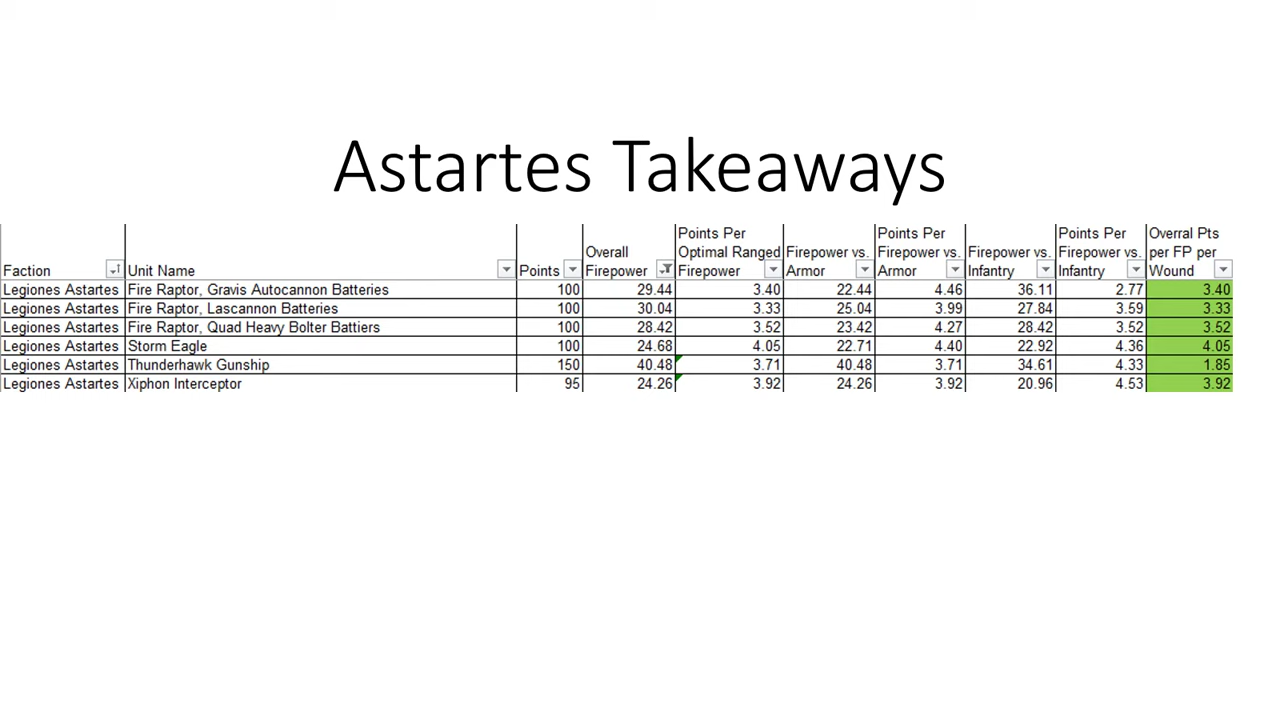 Astartes Takeaways
Faction Unit Name Points Overall Firepower Points Per Optimal Ranged Firepower Firepower vs. Armor Points Per Firepower vs. Armor Firepower vs. Infantry Points Per Firepower vs. Infantry Overral Pts per FP per Wound
Legiones Astartes Fire Raptor, Gravis Autocannon Batteries 100 29.44 3.40 22.44 4.46 36.11 2.77 3.40
Legiones Astartes Fire Raptor, Lascannon Batteries 100 30.04 3.33 25.04 3.99 27.84 3.59 3.33
Legiones Astartes Fire Raptor, Quad Heavy Bolter Battiers 100 28.42 3.52 23.42 4.27 28.42 3.52 3.52
Legiones Astartes Storm Eagle 100 24.68 4.05 22.71 4.40 22.92 4.36 4.05
Legiones Astartes Thunderhawk Gunship 150 40.48 3.71 40.48 3.71 34.61 4.33 1.85
Legiones Astartes Xiphon Interceptor 95 24.26 3.92 24.26 3.92 20.96 4.53 3.92